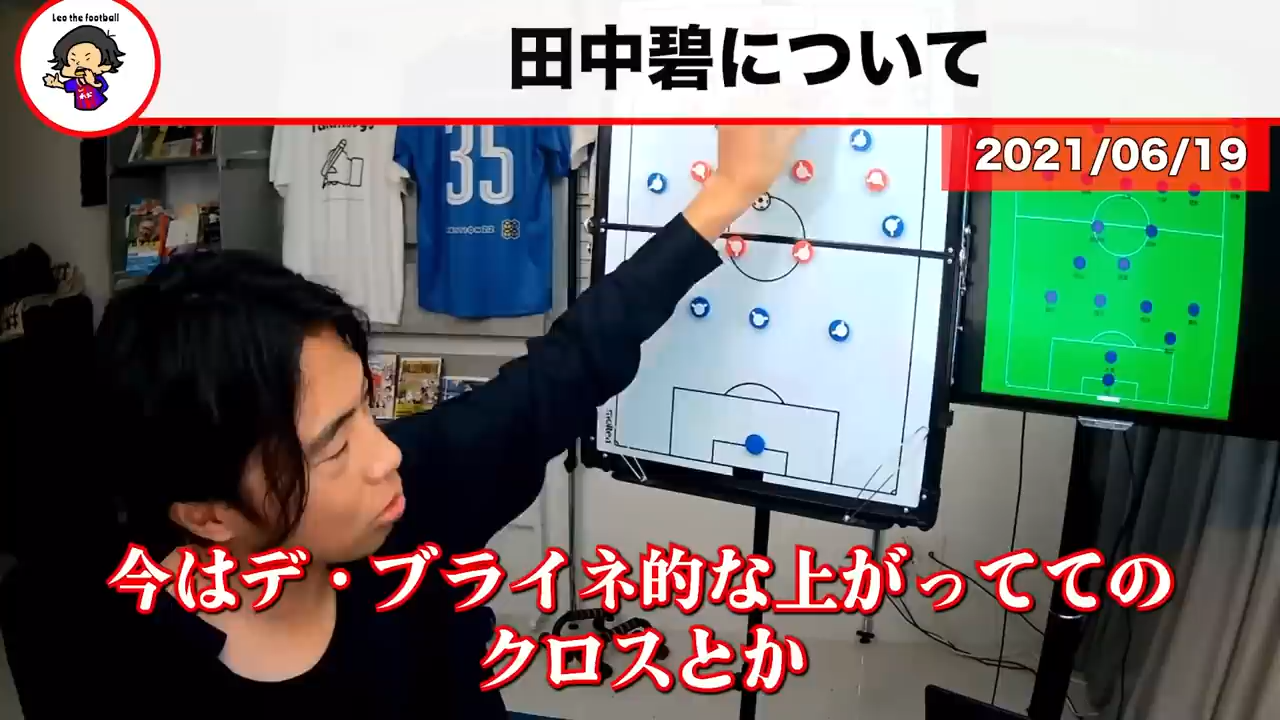 Leo the football
田中碧について
2021/06/19
35
molten
今はデ・ブライネ的な上がってての
クロスとか